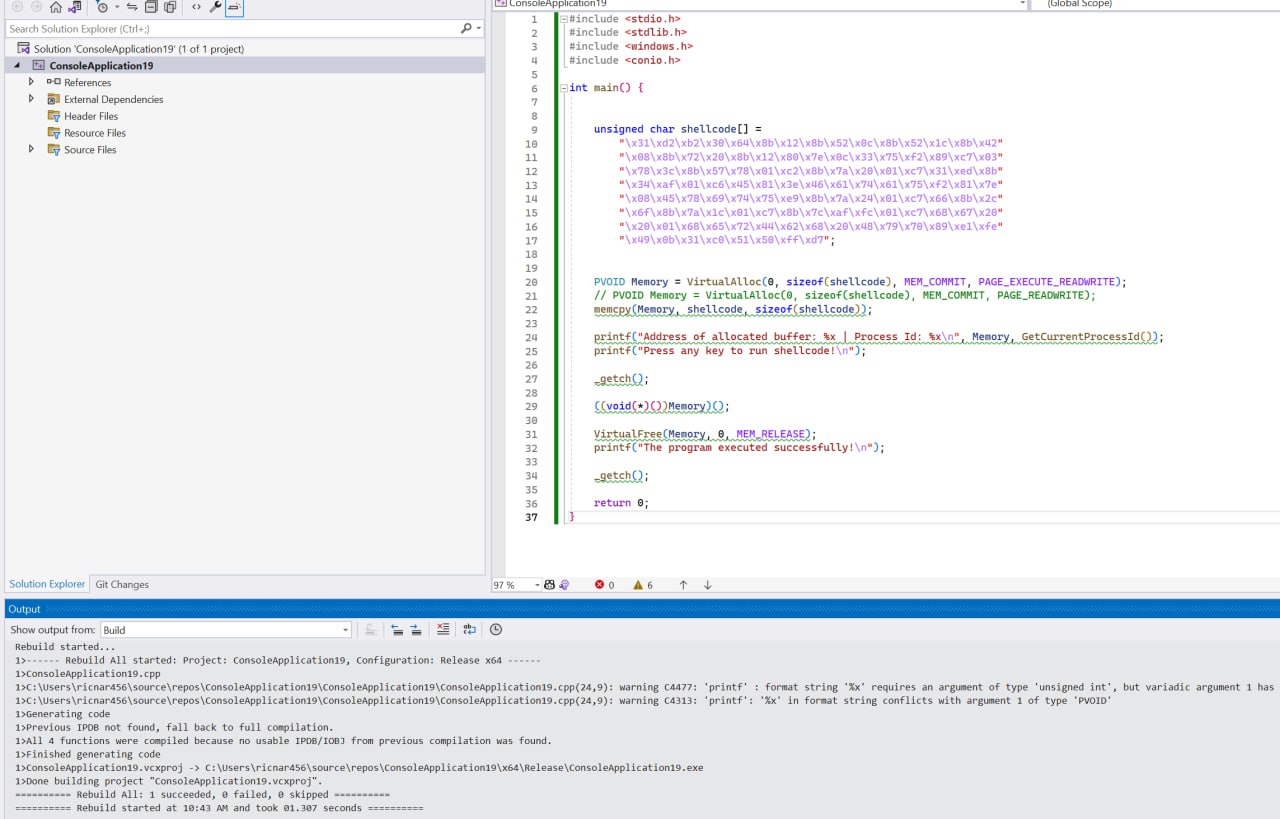 ConsoleApplication19
(Global Scope)
Search Solution Explorer (Ctrl+;)
Solution 'ConsoleApplication19' (1 of 1 project)
ConsoleApplication19
References
External Dependencies
Header Files
Resource Files
Source Files
1 #include <stdio.h>
2 #include <stdlib.h>
3 #include <windows.h>
4 #include <conio.h>
5
6 int main() {
7
8
9 unsigned char shellcode[] =
10 "\x31\xd2\xb2\x30\x64\x8b\x12\x8b\x52\x0c\x8b\x52\x1c\x8b\x42"
11 "\x08\x8b\x72\x20\x8b\x12\x80\x7e\x0c\x33\x75\xf2\x89\xc7\x03"
12 "\x78\x3c\x8b\x57\x78\x01\xc2\x8b\x7a\x20\x01\xc7\x31\xed\x8b"
13 "\x34\xaf\x01\xc6\x45\x81\x3e\x46\x61\x74\x61\x75\xf2\x81\x7e"
14 "\x08\x45\x78\x69\x74\x75\xe9\x8b\x7a\x24\x01\xc7\x66\x8b\x2c"
15 "\x6f\x8b\x7a\x1c\x01\xc7\x8b\x7c\xaf\xfc\x01\xc7\x68\x67\x20"
16 "\x20\x01\x68\x65\x72\x44\x62\x68\x20\x48\x79\x70\x89\xe1\xfe"
17 "\x49\x0b\x31\xc0\x51\x50\xff\xd7";
18
19
20 PVOID Memory = VirtualAlloc(0, sizeof(shellcode), MEM_COMMIT, PAGE_EXECUTE_READWRITE);
21 // PVOID Memory = VirtualAlloc(0, sizeof(shellcode), MEM_COMMIT, PAGE_READWRITE);
22 memcpy(Memory, shellcode, sizeof(shellcode));
23
24 printf("Address of allocated buffer: %x | Process Id: %x\n", Memory, GetCurrentProcessId());
25 printf("Press any key to run shellcode!\n");
26
27 _getch();
28
29 ((void(*)())Memory)();
30
31 VirtualFree(Memory, 0, MEM_RELEASE);
32 printf("The program executed successfully!\n");
33
34 _getch();
35
36 return 0;
37 }
Solution Explorer Git Changes
97 % 0 6
Output
Show output from: Build
Rebuild started...
1>------ Rebuild All started: Project: ConsoleApplication19, Configuration: Release x64 ------
1>ConsoleApplication19.cpp
1>C:\Users\ricnar456\source\repos\ConsoleApplication19\ConsoleApplication19\ConsoleApplication19.cpp(24,9): warning C4477: 'printf' : format string '%x' requires an argument of type 'unsigned int', but variadic argument 1 has
1>C:\Users\ricnar456\source\repos\ConsoleApplication19\ConsoleApplication19\ConsoleApplication19.cpp(24,9): warning C4313: 'printf': '%x' in format string conflicts with argument 1 of type 'PVOID'
1>Generating code
1>Previous IPDB not found, fall back to full compilation.
1>All 4 functions were compiled because no usable IPDB/IOBJ from previous compilation was found.
1>Finished generating code
1>ConsoleApplication19.vcxproj -> C:\Users\ricnar456\source\repos\ConsoleApplication19\x64\Release\ConsoleApplication19.exe
1>Done building project "ConsoleApplication19.vcxproj".
========== Rebuild All: 1 succeeded, 0 failed, 0 skipped ==========
========== Rebuild started at 10:43 AM and took 01.307 seconds ==========